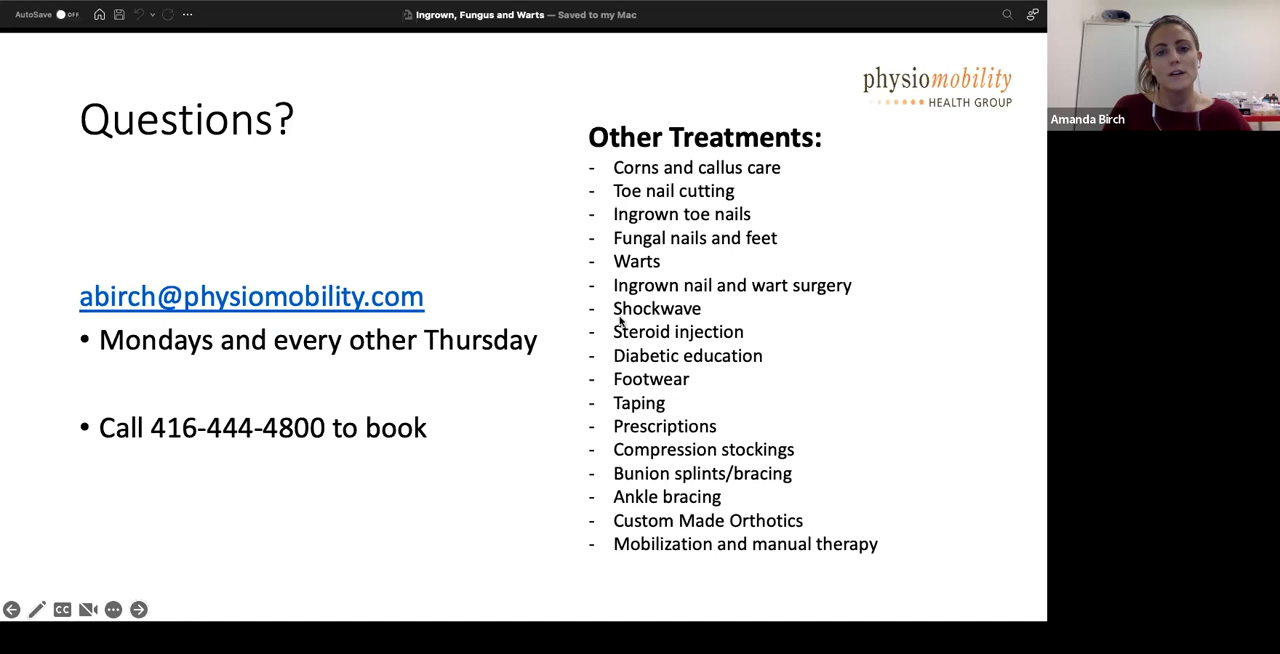 AutoSave OFF
Ingrown, Fungus and Warts — Saved to my Mac
Questions?
abirch@physiomobility.com
• Mondays and every other Thursday
• Call 416-444-4800 to book
physiomobility
HEALTH GROUP
Other Treatments:
- Corns and callus care
- Toe nail cutting
- Ingrown toe nails
- Fungal nails and feet
- Warts
- Ingrown nail and wart surgery
- Shockwave
- Steroid injection
- Diabetic education
- Footwear
- Taping
- Prescriptions
- Compression stockings
- Bunion splints/bracing
- Ankle bracing
- Custom Made Orthotics
- Mobilization and manual therapy
Amanda Birch
CC